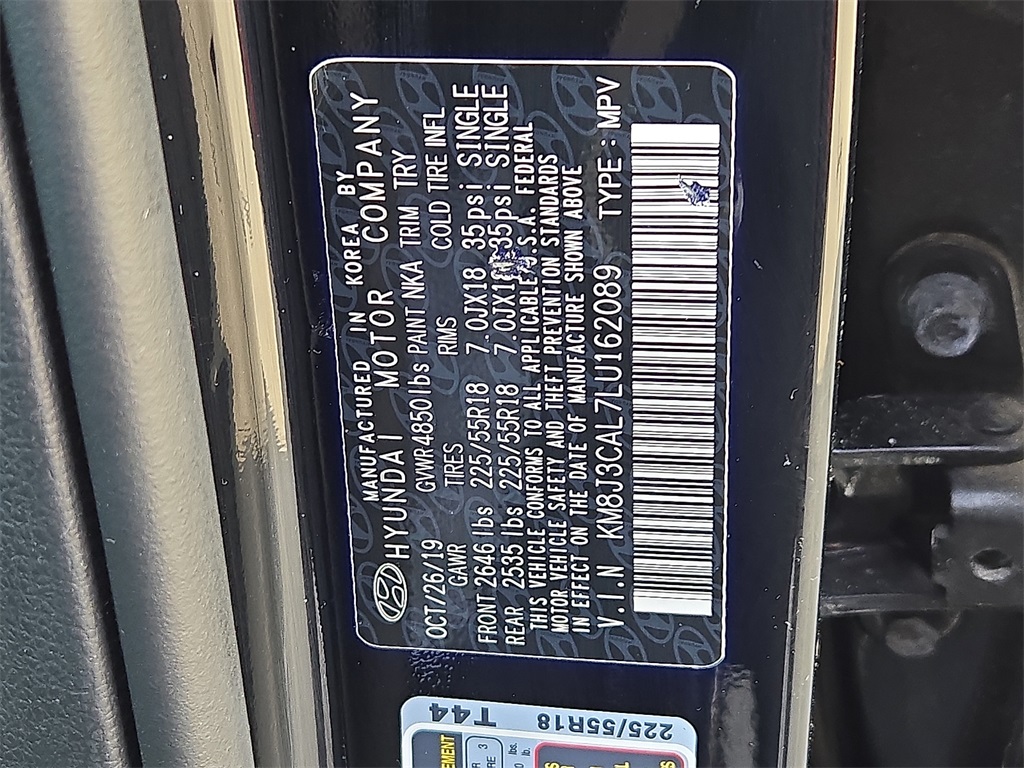 MANUFACTURED IN KOREA BY
HYUNDAI MOTOR COMPANY
OCT/26/19 GVWR 4850lbs PAINT NKA TRIM TRY
GAWR TIRES RIMS COLD TIRE INFL
FRONT 2646 lbs 225/55R18 7.0JX18 35psi SINGLE
REAR 2535 lbs 225/55R18 35psi SINGLE
THIS VEHICLE CONFORMS TO ALL APPLICABLE U.S.A. FEDERAL
MOTOR VEHICLE SAFETY AND THEFT PREVENTION STANDARDS
IN EFFECT ON THE DATE OF MANUFACTURE SHOWN ABOVE
V.I.N KM8J3CAL7LU162089 TYPE : MPV
T44
225/55R18